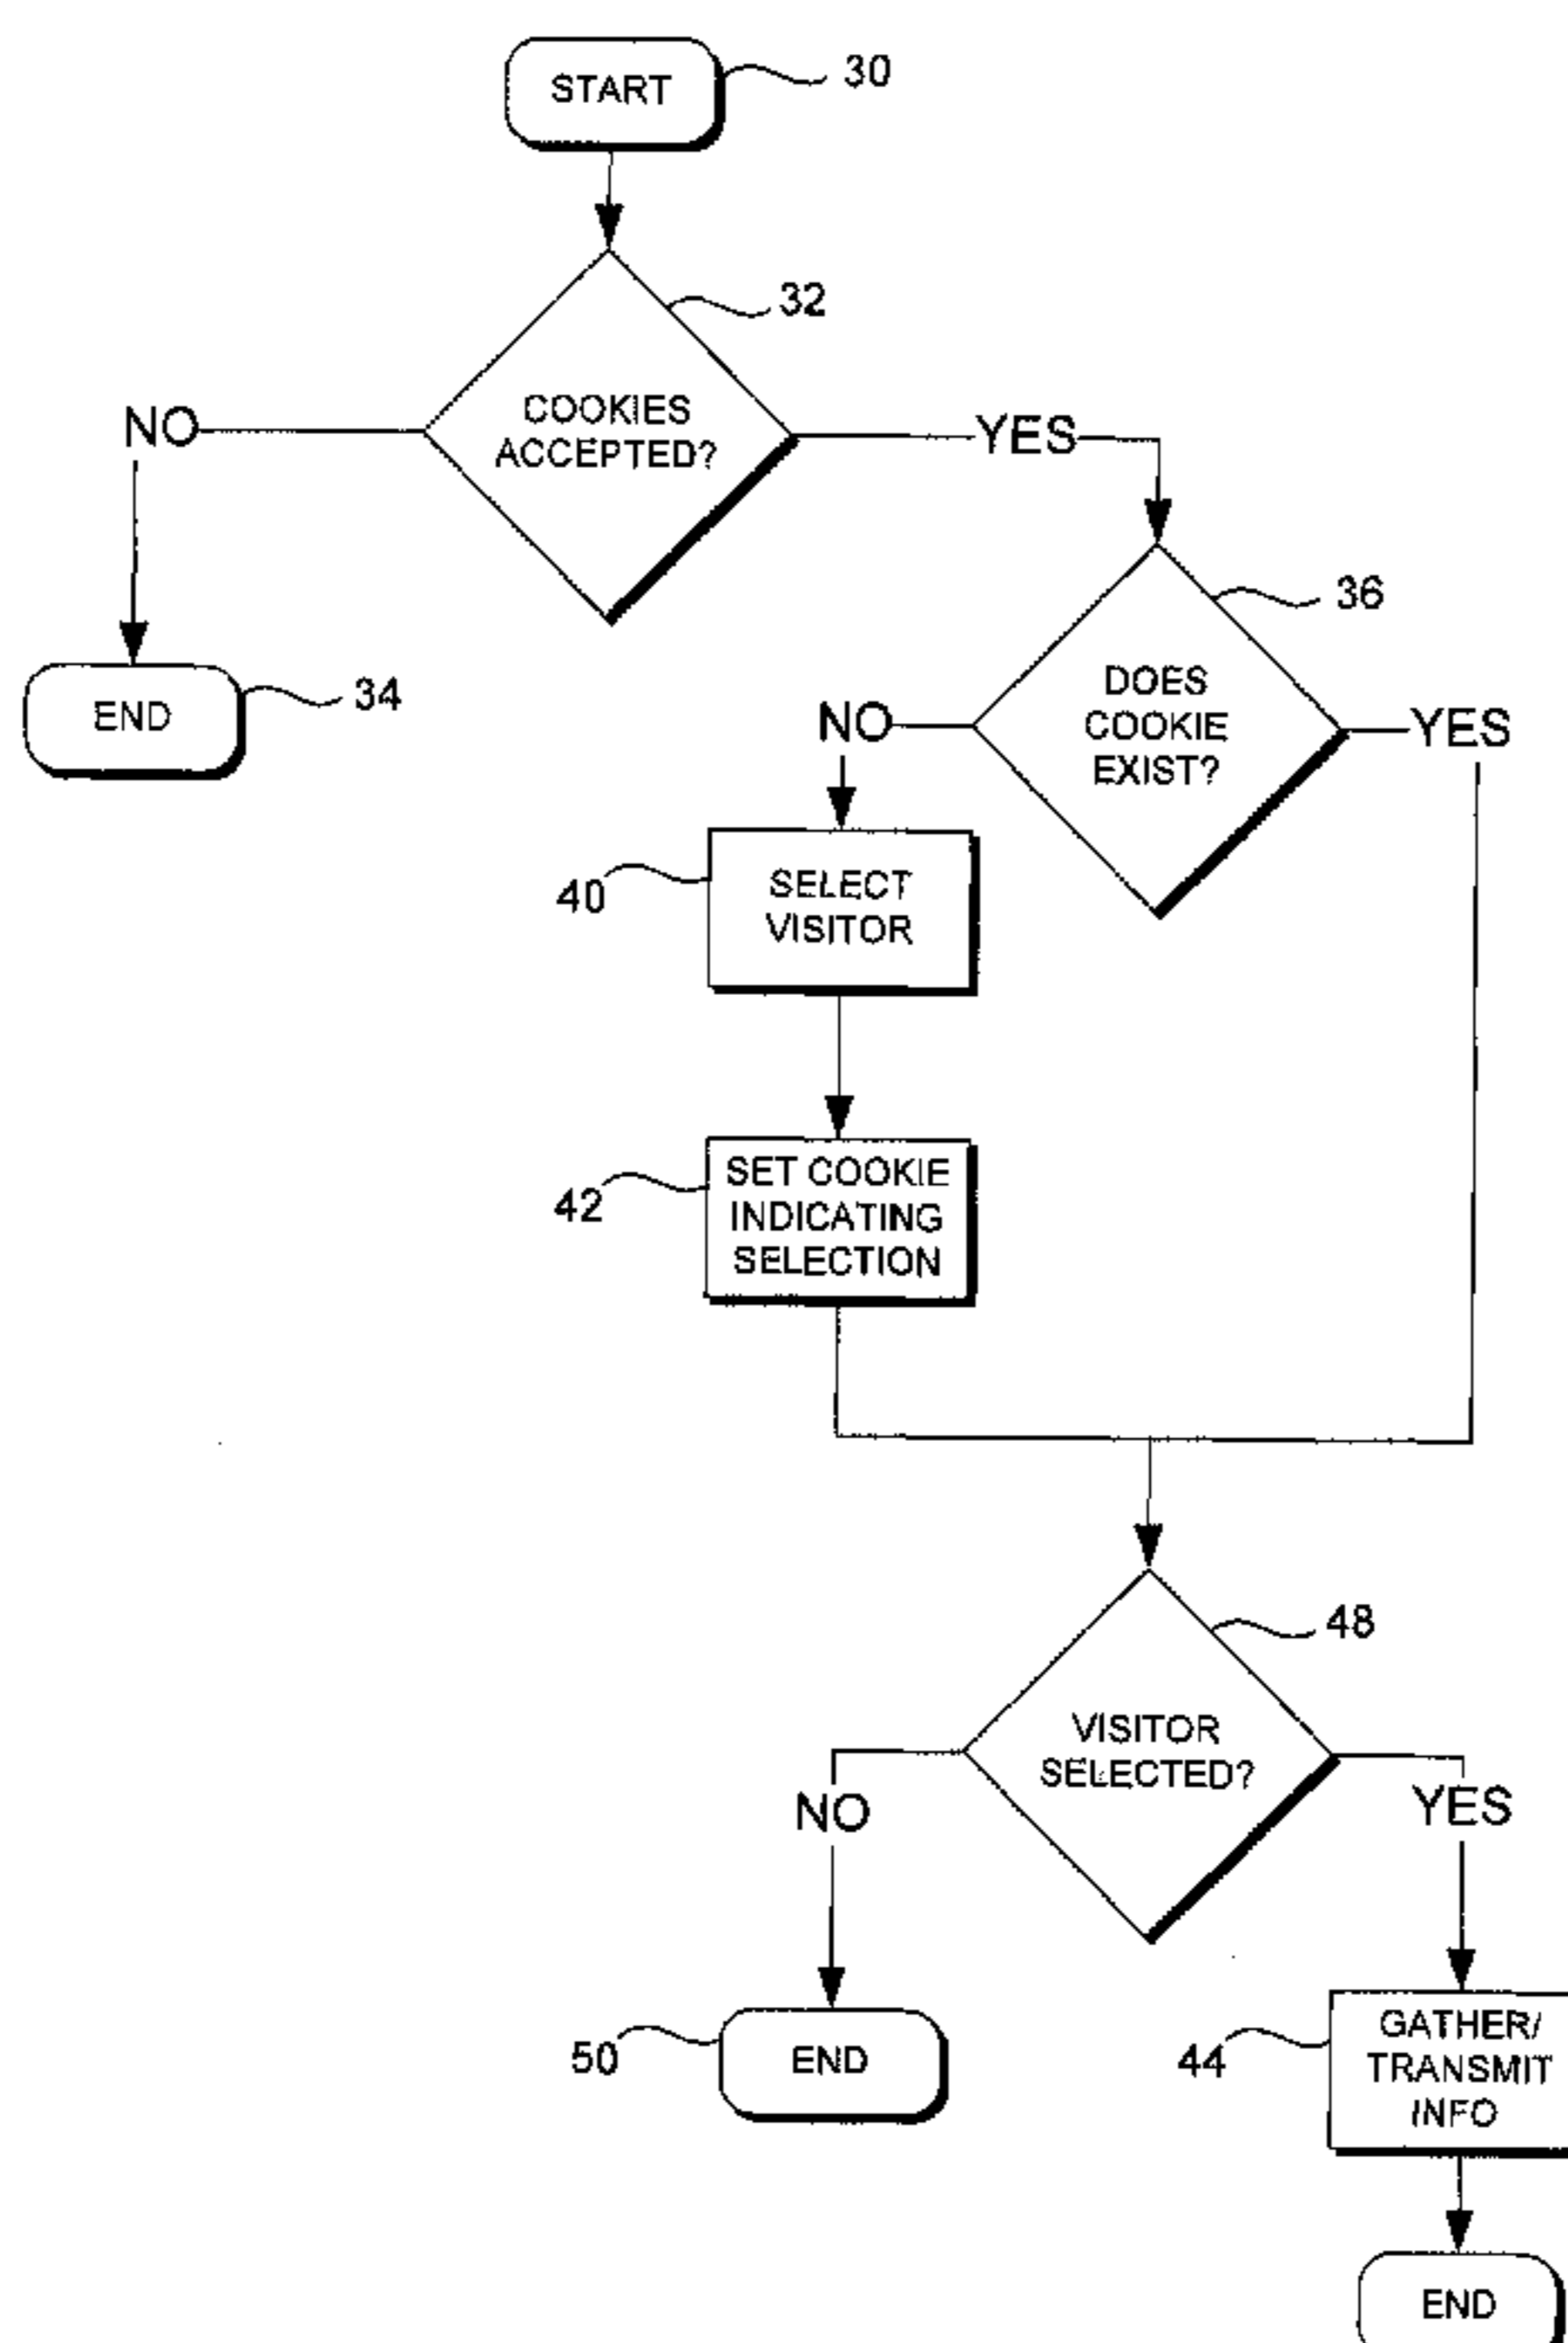 START
30
32
COOKIES
ACCEPTED?
NO
YES
36
DOES
COOKIE
EXIST?
NO
YES
END
34
40
SELECT
VISITOR
42
SET COOKIE
INDICATING
SELECTION
48
VISITOR
SELECTED?
NO
YES
50
END
44
GATHER/
TRANSMIT
INFO
END